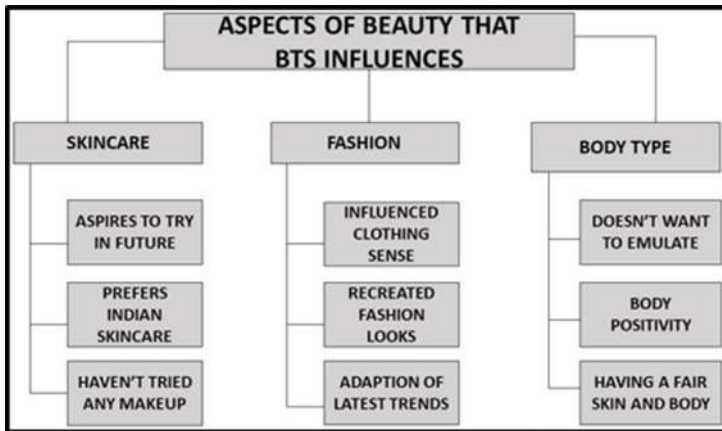 ASPECTS OF BEAUTY THAT
BTS INFLUENCES
SKINCARE
ASPIRES TO TRY
IN FUTURE
PREFERS
INDIAN
SKINCARE
HAVEN'T TRIED
ANY MAKEUP
FASHION
INFLUENCED
CLOTHING
SENSE
RECREATED
FASHION
LOOKS
ADAPTION OF
LATEST TRENDS
BODY TYPE
DOESN'T WANT
TO EMULATE
BODY
POSITIVITY
HAVING A FAIR
SKIN AND BODY